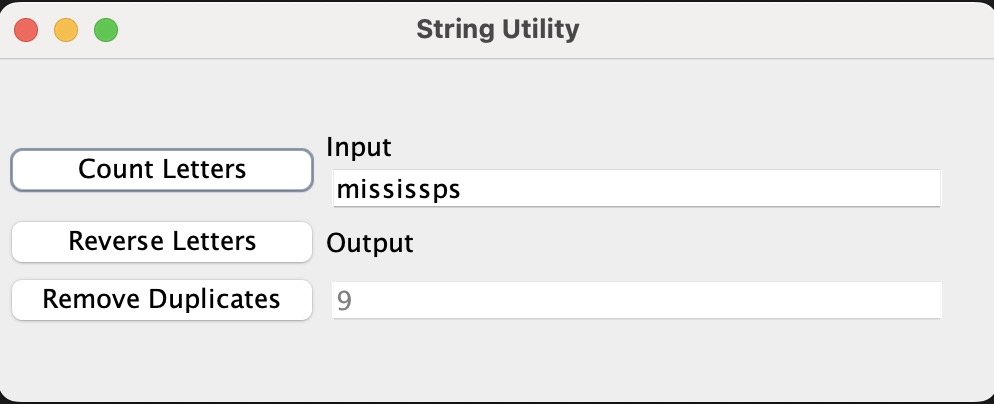 String Utility
Count Letters
Input
mississps
Reverse Letters
Output
Remove Duplicates
9